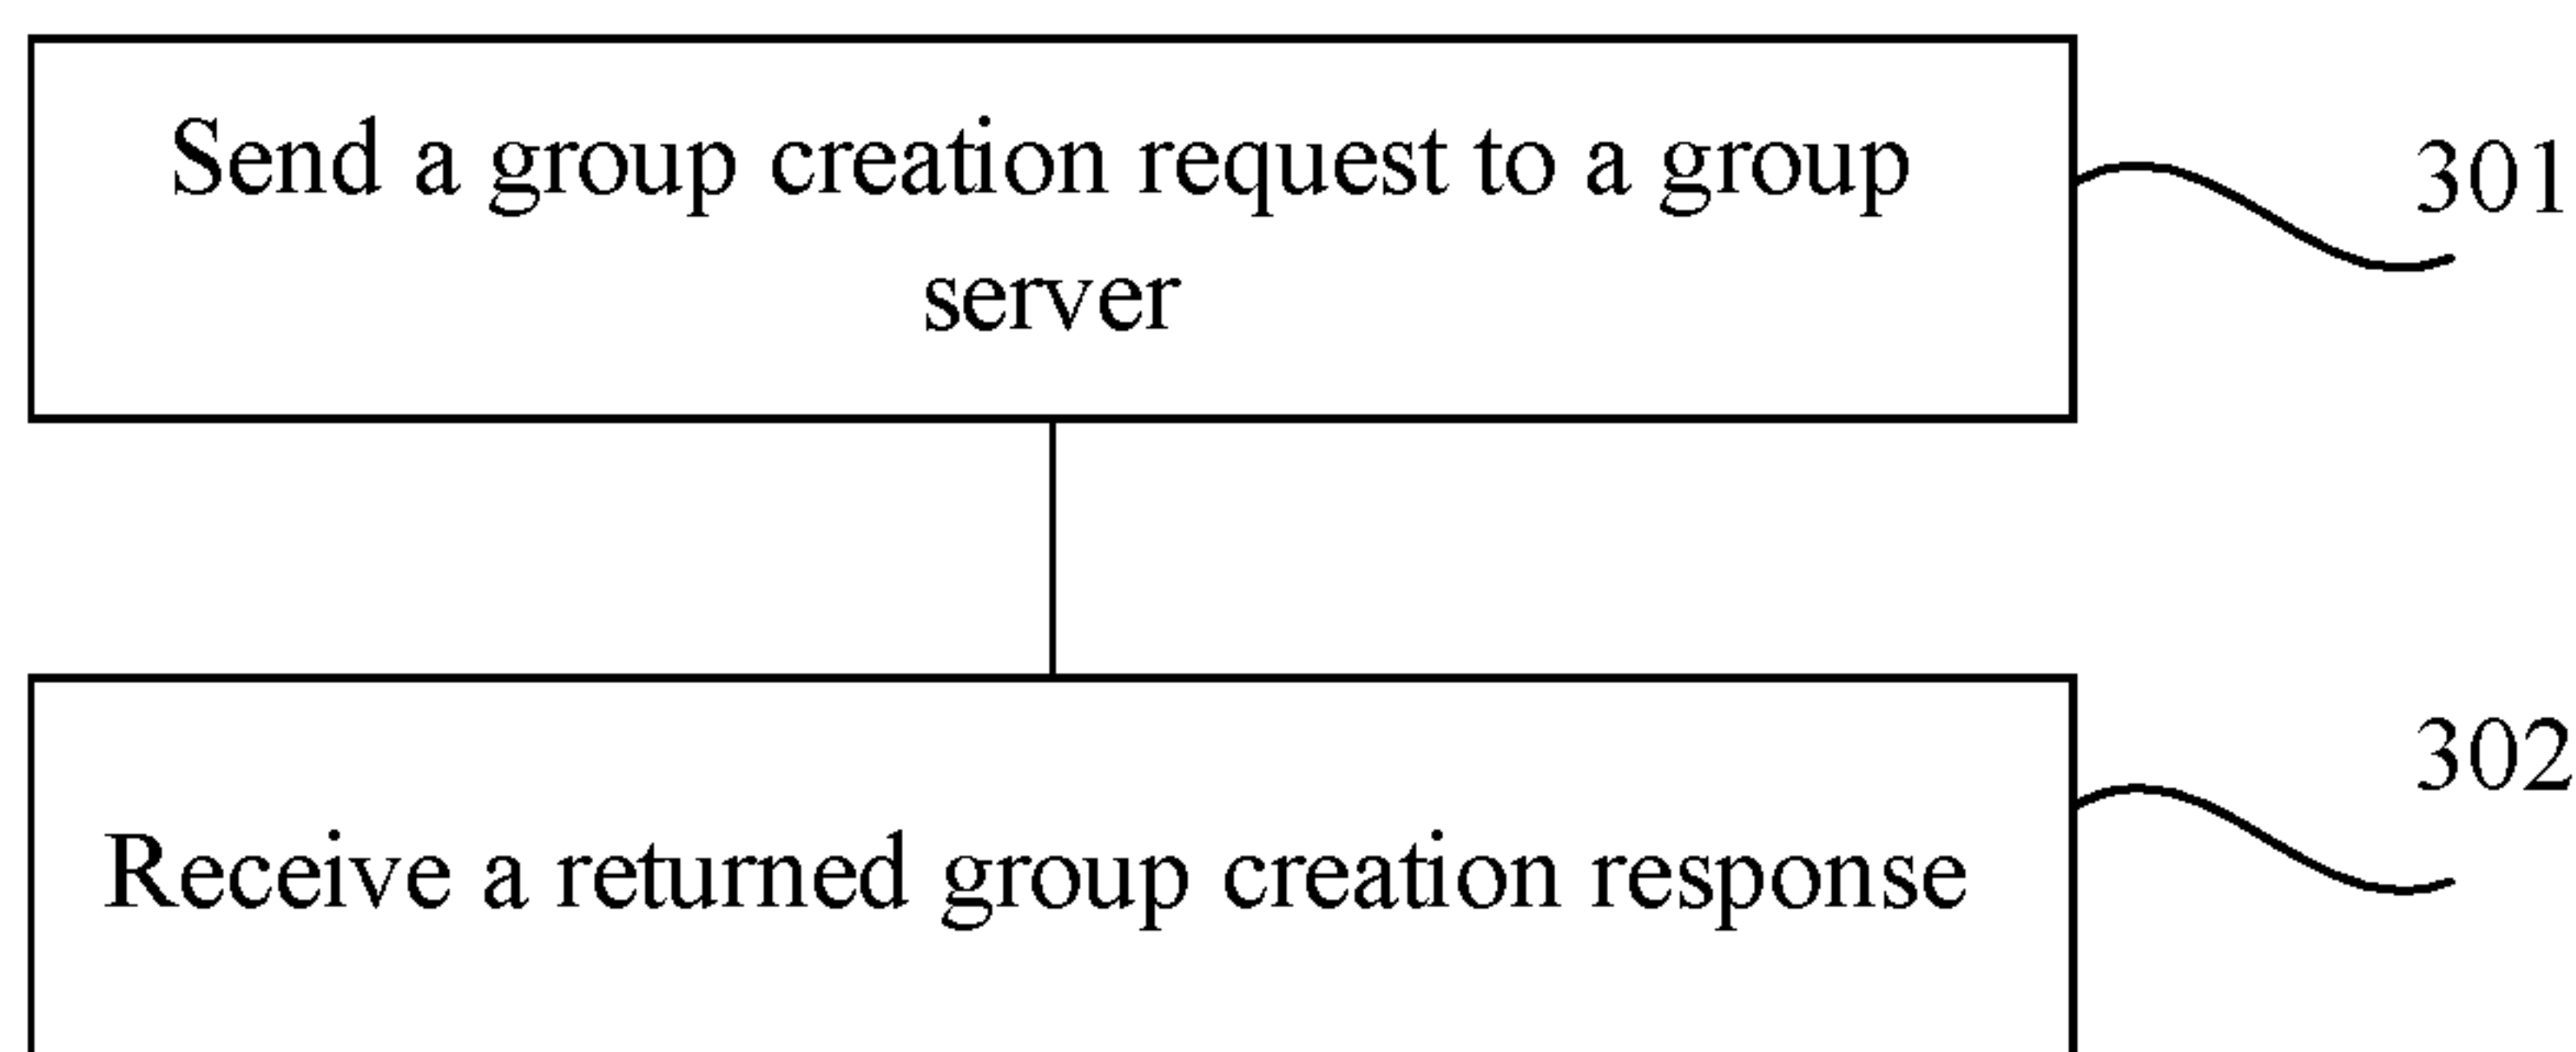 Send a group creation request to a group
server
301
Receive a returned group creation response
302